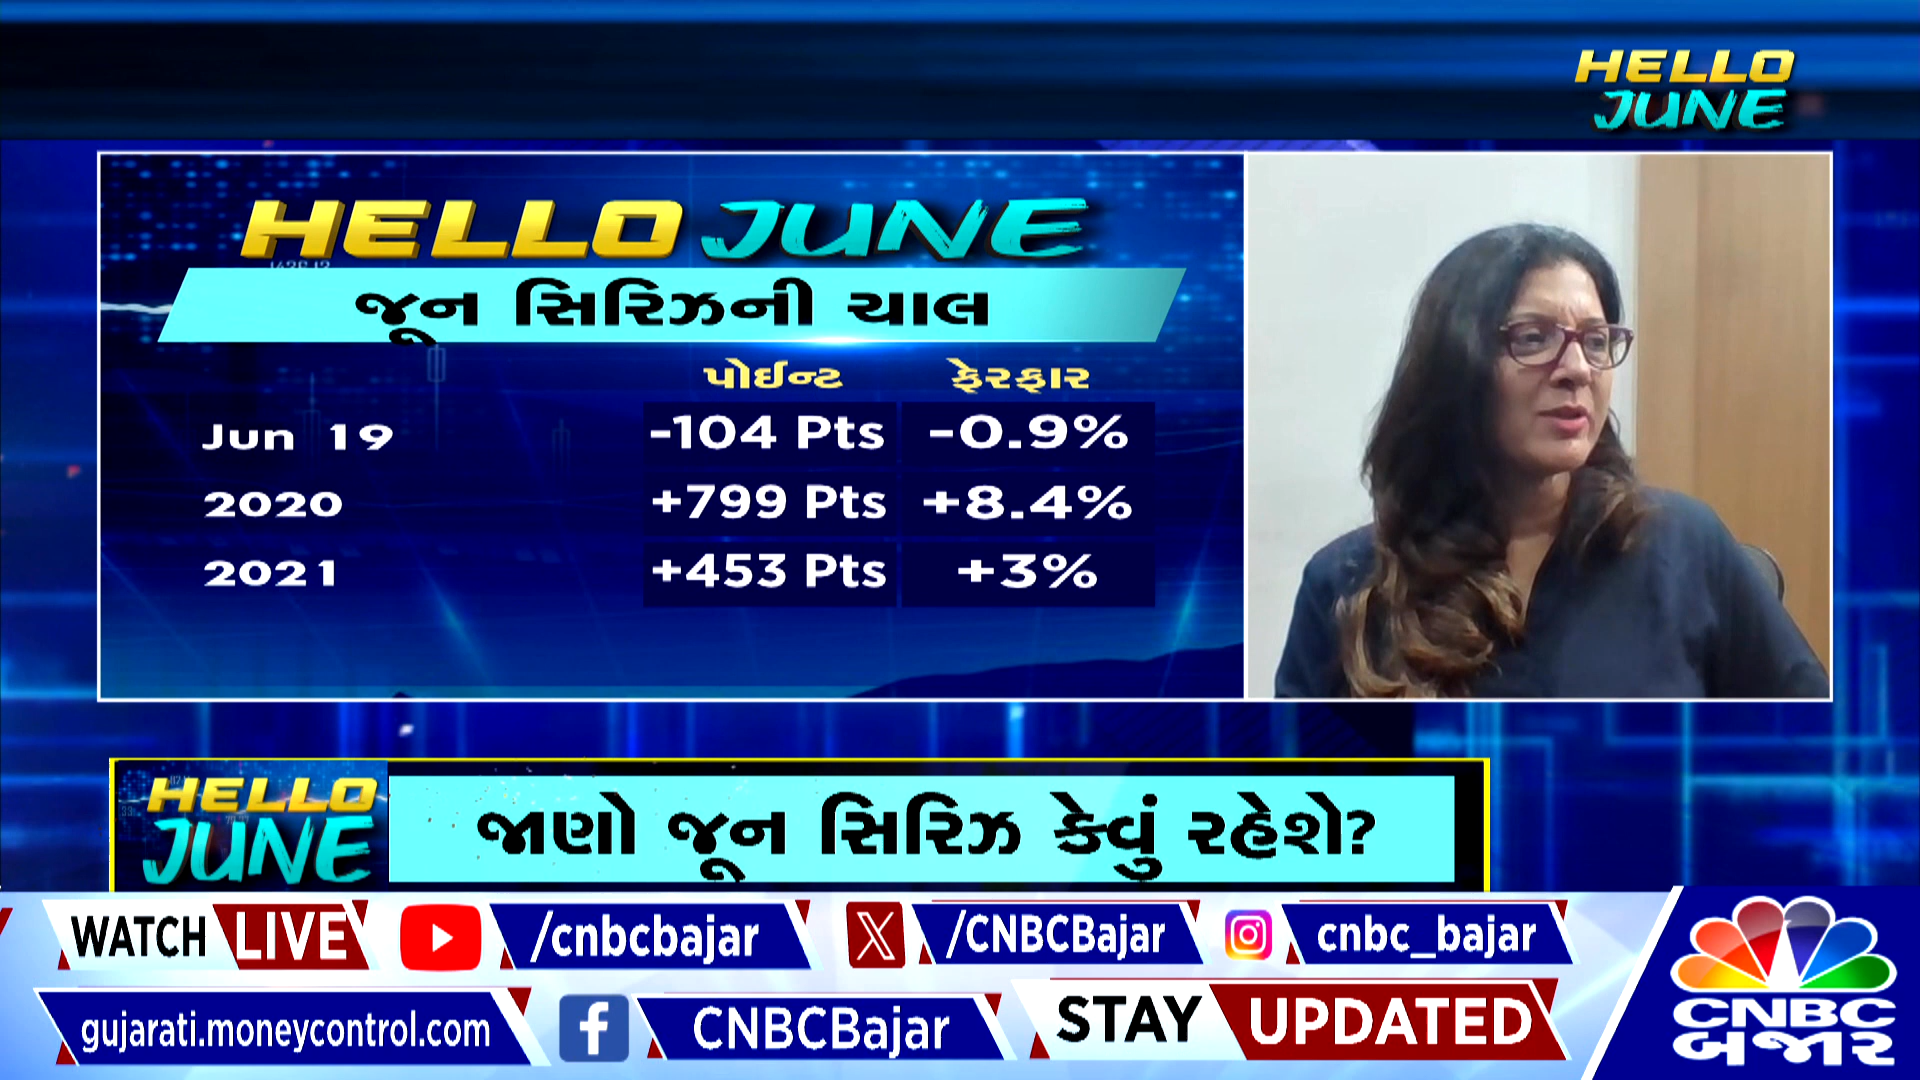 HELLO
JUNE
HELLO JUNE
જૂન સિરિઝની ચાલ
પોઈન્ટ ફેરફાર
Jun 19 -104 Pts -0.9%
2020 +799 Pts +8.4%
2021 +453 Pts +3%
HELLO
JUNE
જાણો જૂન સિરિઝ કેવું રહેશે?
WATCH LIVE /cnbcbajar /CNBCBajar cnbc_bajar
gujarati.moneycontrol.com CNBCBajar STAY UPDATED
CNBC
બજાર